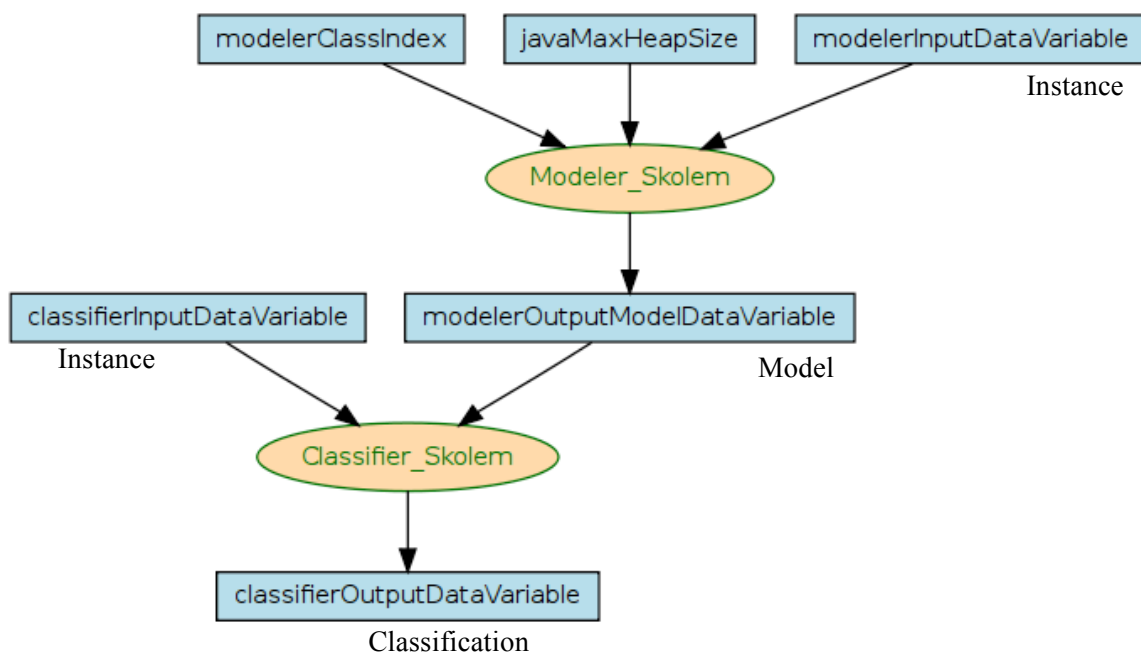 modelerClassIndex
javaMaxHeapSize
modelerInputDataVariable
Instance
Modeler_Skolem
classifierInputDataVariable
modelerOutputModelDataVariable
Instance
Model
Classifier_Skolem
classifierOutputDataVariable
Classification